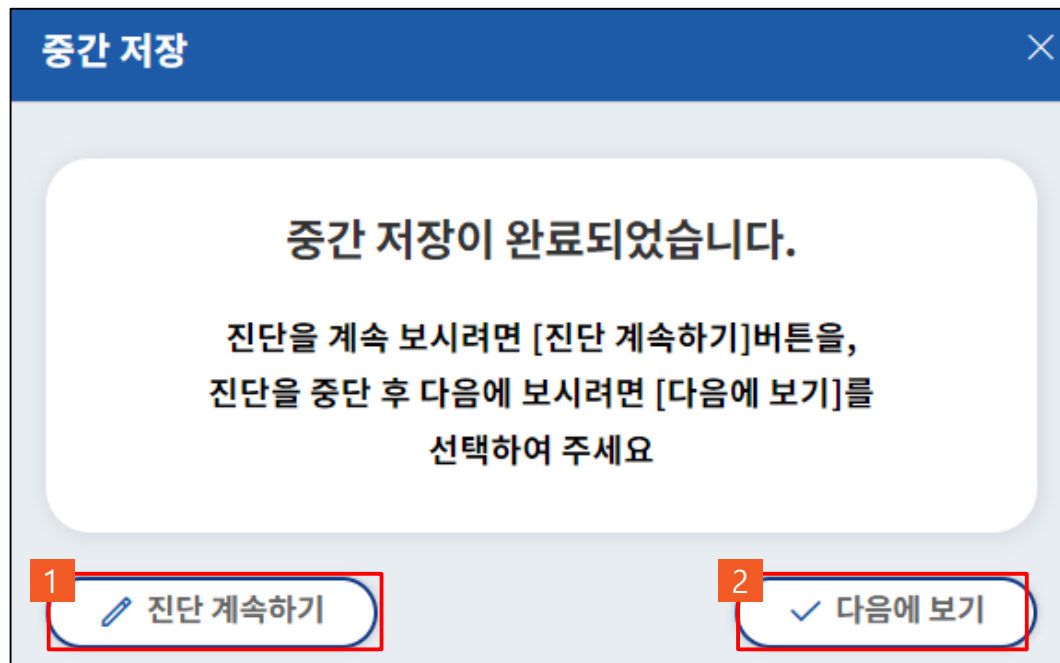 중간 저장
중간 저장이 완료되었습니다.
진단을 계속 보시려면 [진단 계속하기]버튼을,
진단을 중단 후 다음에 보시려면 [다음에 보기]를
선택하여 주세요
1 진단 계속하기
2 다음에 보기